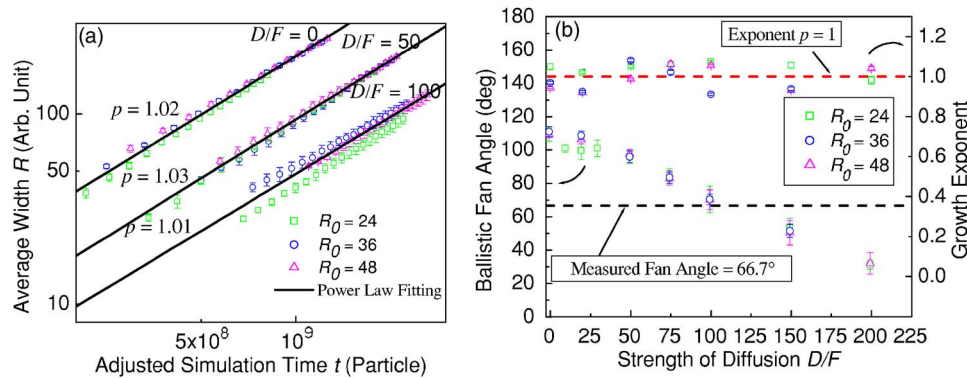 (a)
D/F = 0
D/F = 50
D/F = 100
p = 1.02
p = 1.03
p = 1.01
100
50
10
Average Width R (Arb. Unit)
R0 = 24
R0 = 36
R0 = 48
Power Law Fitting
5x10^8
10^9
Adjusted Simulation Time t (Particle)
(b)
Exponent p = 1
R0 = 24
R0 = 36
R0 = 48
Measured Fan Angle = 66.7°
180
160
140
120
100
80
60
40
20
0
Ballistic Fan Angle (deg)
1.2
1.0
0.8
0.6
0.4
0.2
0.0
Growth Exponent
0 25 50 75 100 125 150 175 200 225
Strength of Diffusion D/F